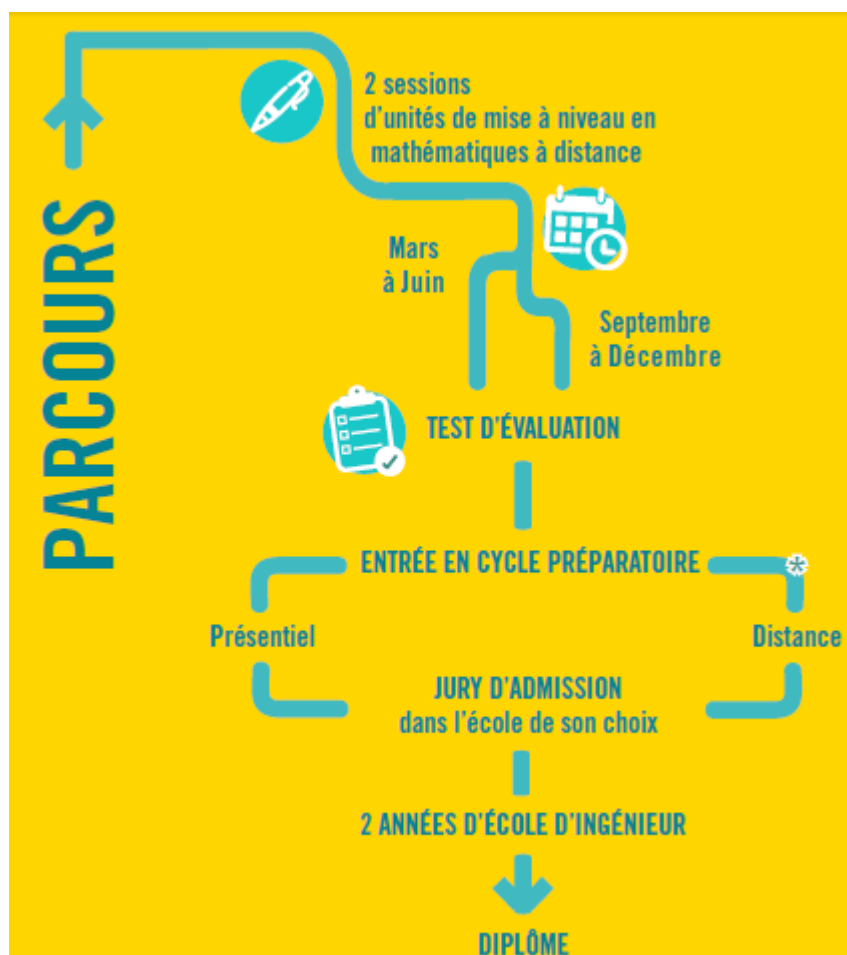 PARCOURS
2 sessions
d'unités de mise à niveau en
mathématiques à distance
Mars
à Juin
Septembre
à Décembre
TEST D'ÉVALUATION
ENTRÉE EN CYCLE PRÉPARATOIRE
*
Présentiel
Distance
JURY D'ADMISSION
dans l'école de son choix
2 ANNÉES D'ÉCOLE D'INGÉNIEUR
DIPLÔME